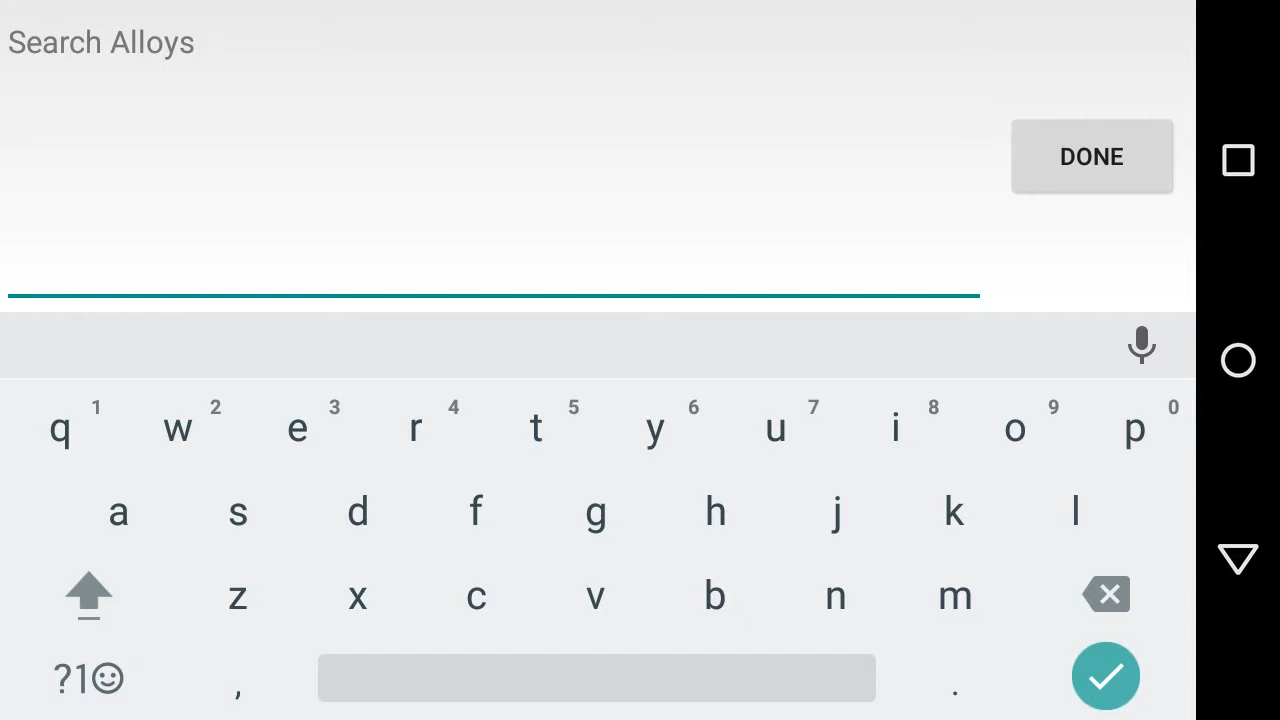 Search Alloys
DONE
q 1 w 2 e 3 r 4 t 5 y 6 u 7 i 8 o 9 p 0
a s d f g h j k l
z x c v b n m
?1☺ , .